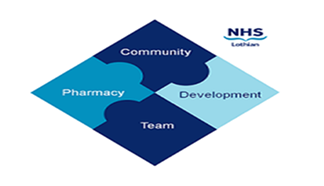 Community
NHS
Lothian
Pharmacy
Development
Team